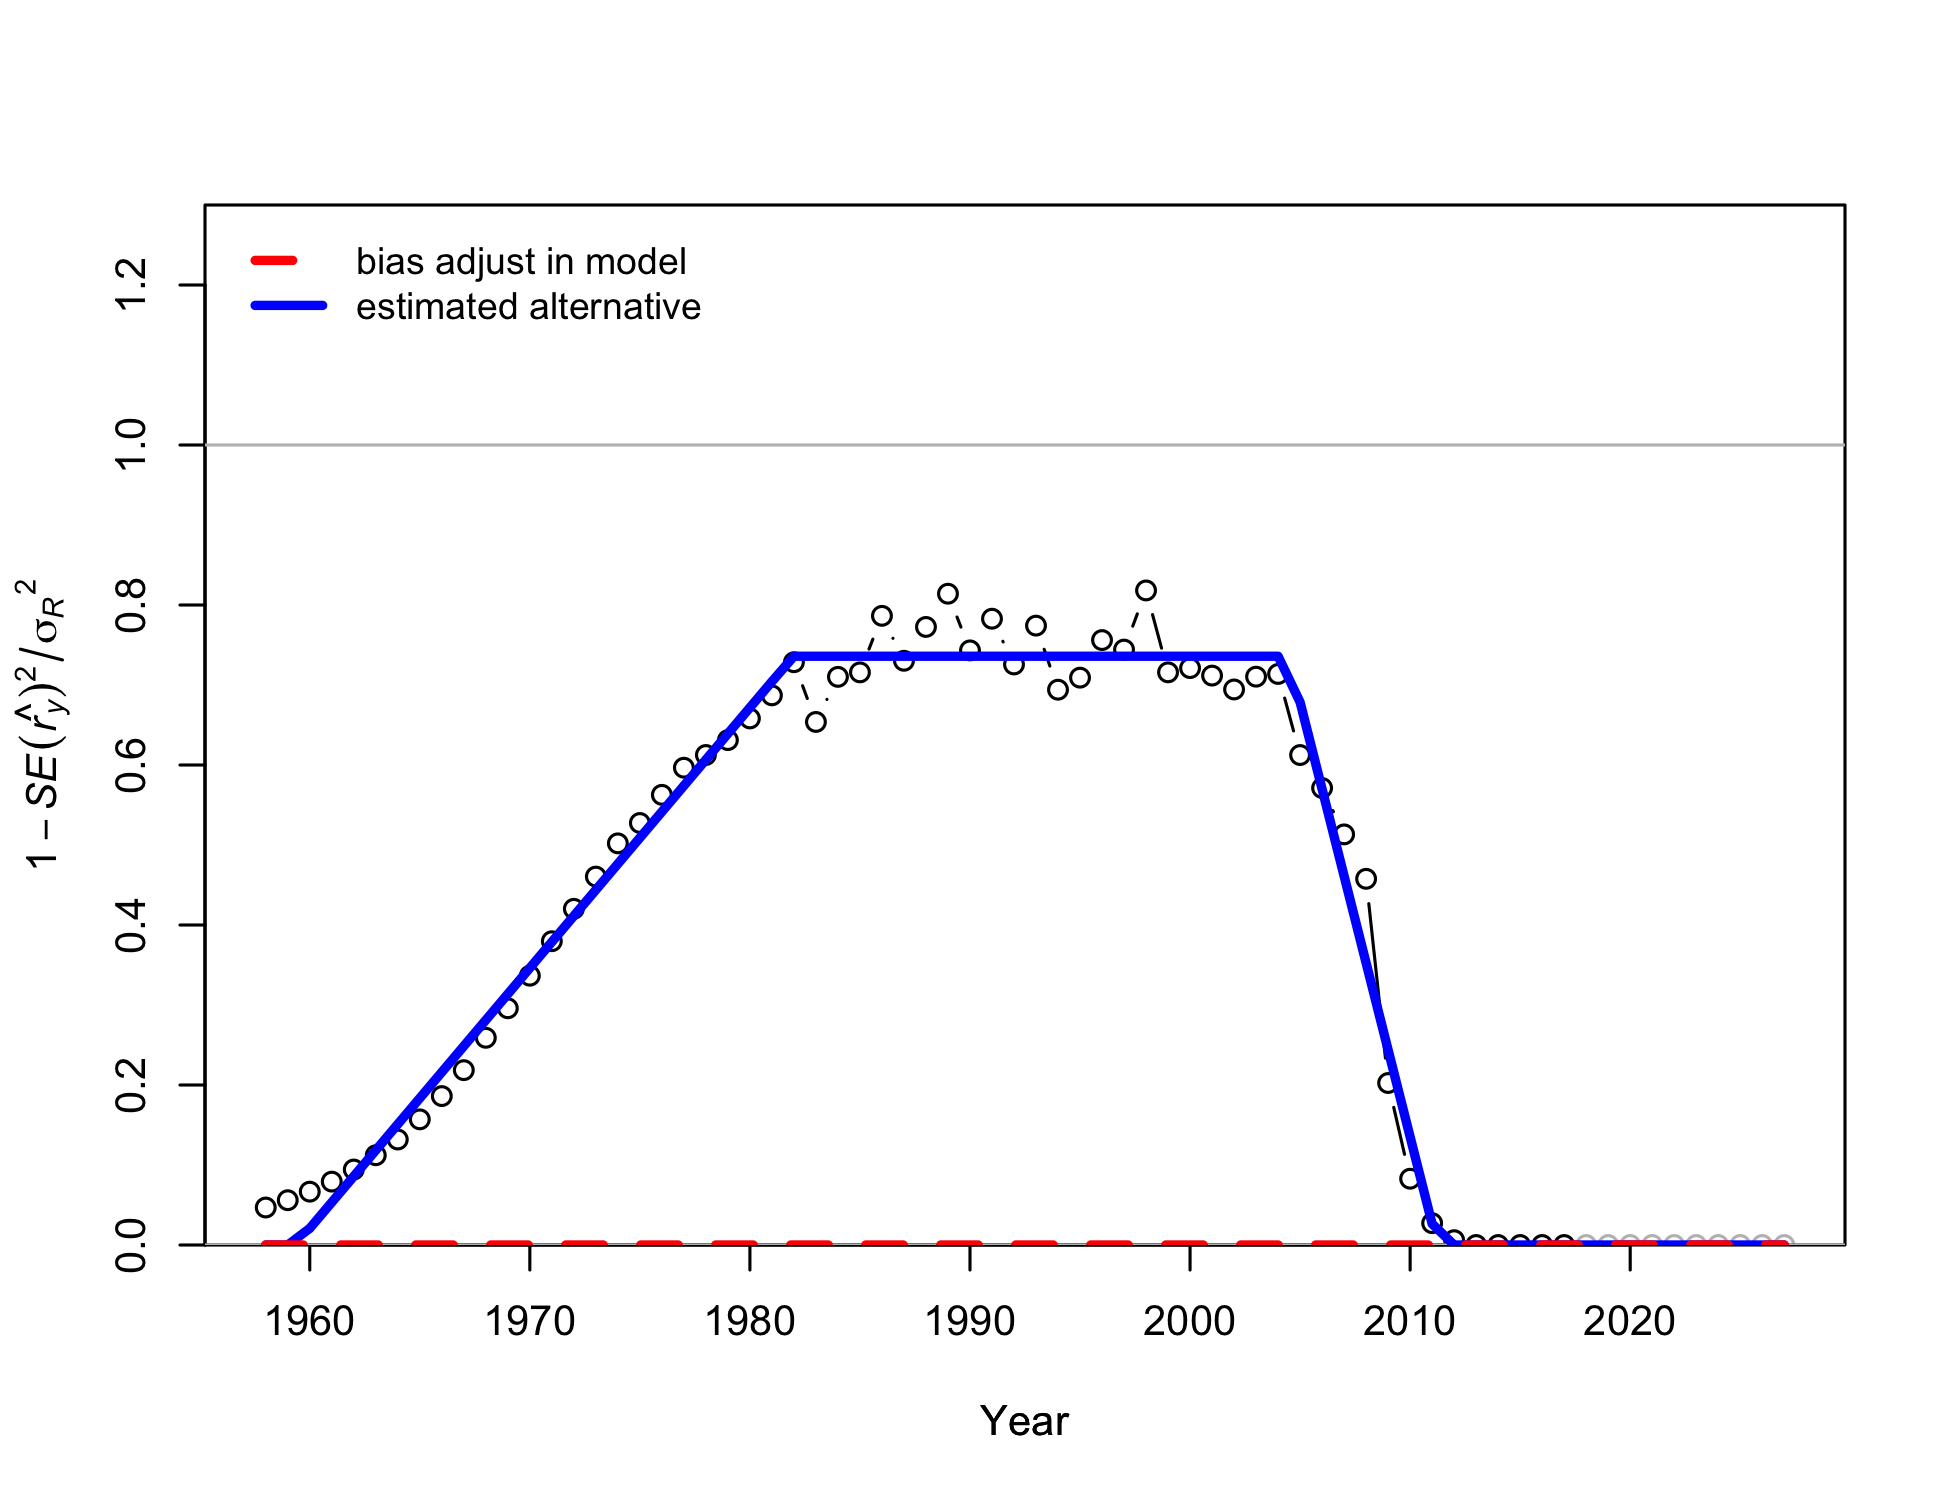 bias adjust in model
estimated alternative
1 − SE(r̂y)² / σR²
1.2
1.0
0.8
0.6
0.4
0.2
0.0
1960 1970 1980 1990 2000 2010 2020
Year